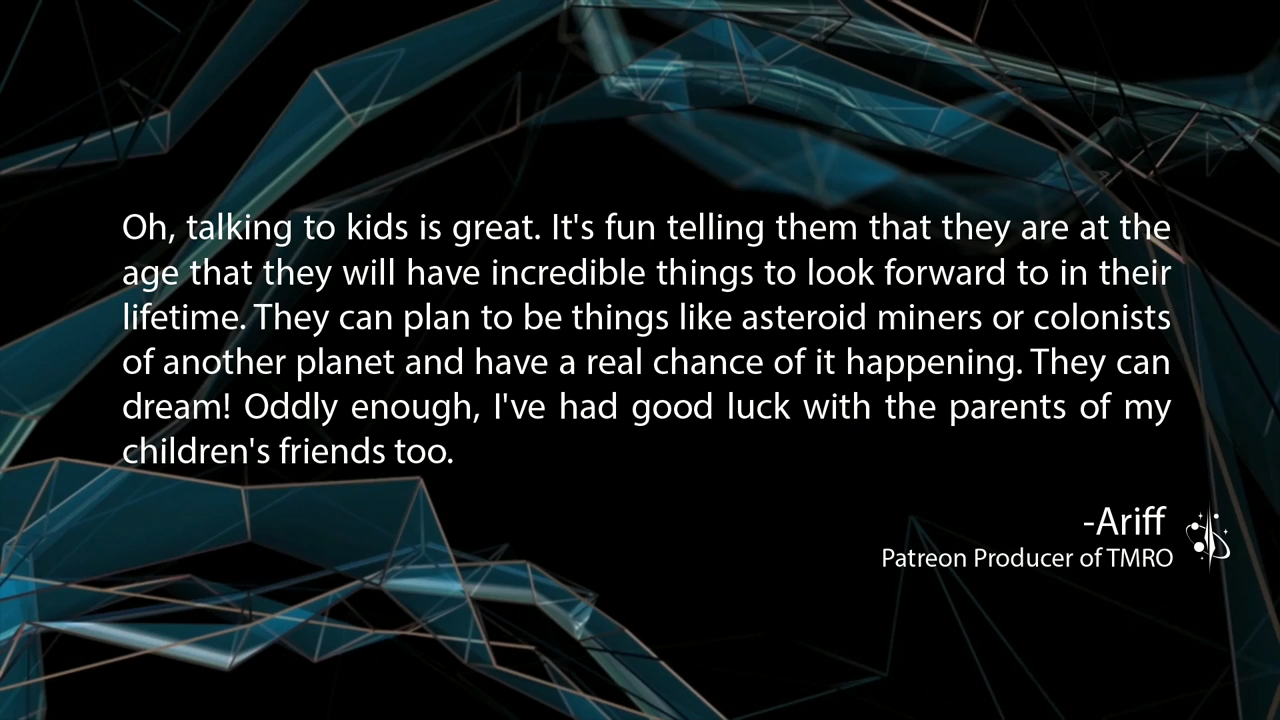 Oh, talking to kids is great. It's fun telling them that they are at the
age that they will have incredible things to look forward to in their
lifetime. They can plan to be things like asteroid miners or colonists
of another planet and have a real chance of it happening. They can
dream! Oddly enough, I've had good luck with the parents of my
children's friends too.
-Ariff
Patreon Producer of TMRO